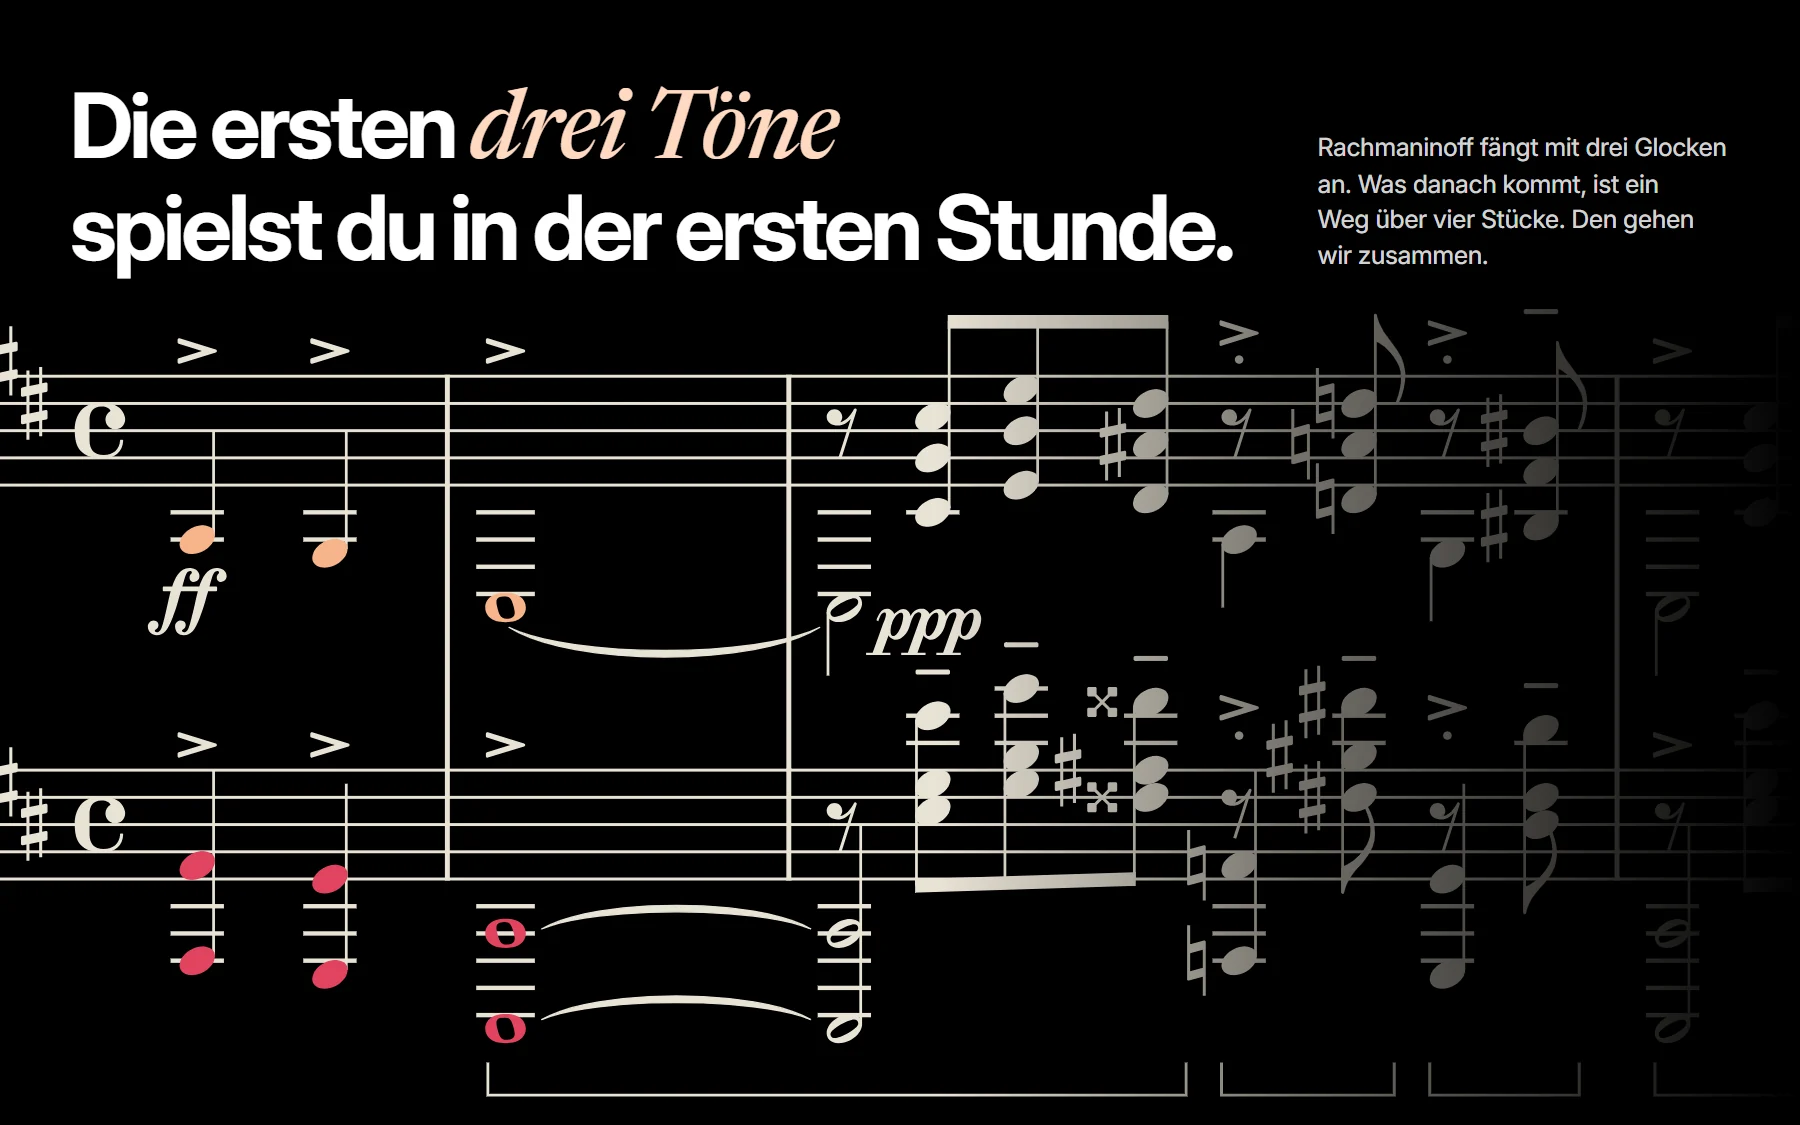 Die ersten drei Töne
spielst du in der ersten Stunde.
Rachmaninoff fängt mit drei Glocken
an. Was danach kommt, ist ein
Weg über vier Stücke. Den gehen
wir zusammen.
ff
ppp